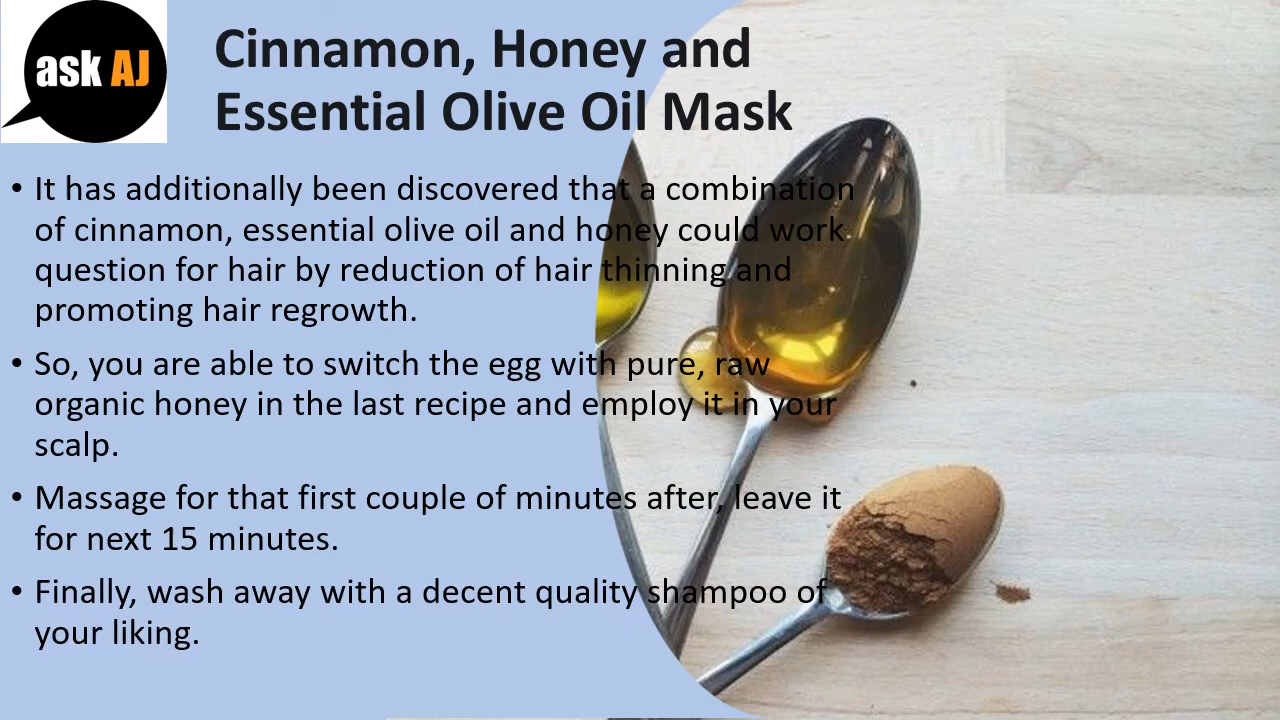 ask AJ
Cinnamon, Honey and
Essential Olive Oil Mask
• It has additionally been discovered that a combination
of cinnamon, essential olive oil and honey could work
question for hair by reduction of hair thinning and
promoting hair regrowth.
• So, you are able to switch the egg with pure, raw
organic honey in the last recipe and employ it in your
scalp.
• Massage for that first couple of minutes after, leave it
for next 15 minutes.
• Finally, wash away with a decent quality shampoo of
your liking.